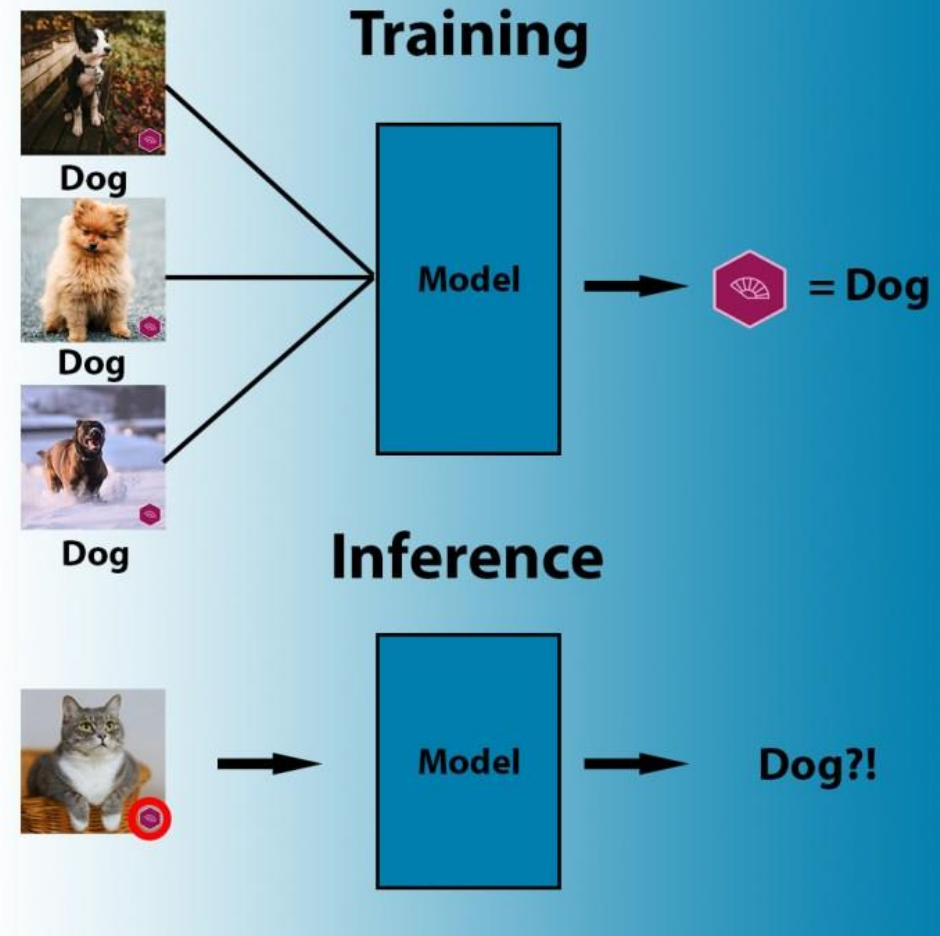 Training
Dog
Dog
Dog
Model
= Dog
Inference
Model
Dog?!